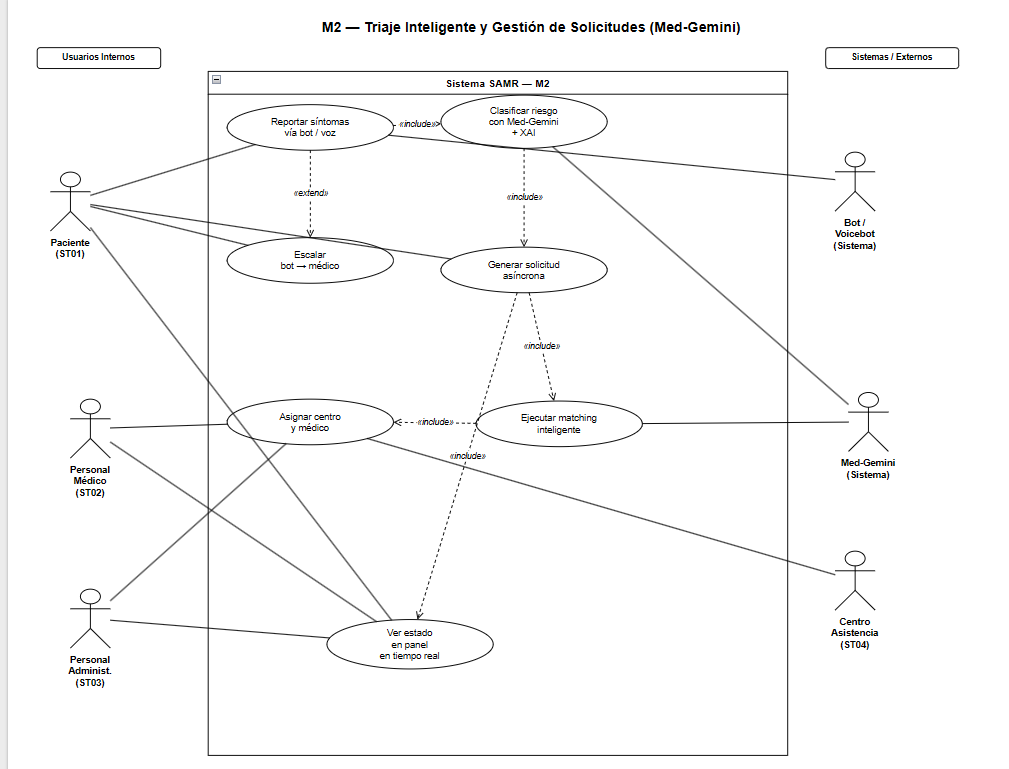 M2 — Triaje Inteligente y Gestión de Solicitudes (Med-Gemini)
Usuarios Internos
Sistemas / Externos
Sistema SAMR — M2
Reportar síntomas
vía bot / voz
«include»
Clasificar riesgo
con Med-Gemini
+ XAI
«extend»
«include»
Paciente
(ST01)
Bot /
Voicebot
(Sistema)
Escalar
bot → médico
Generar solicitud
asíncrona
«include»
Asignar centro
y médico
«include»
Ejecutar matching
inteligente
«include»
Personal
Médico
(ST02)
Med-Gemini
(Sistema)
Centro
Asistencia
(ST04)
Ver estado
en panel
en tiempo real
Personal
Administ.
(ST03)